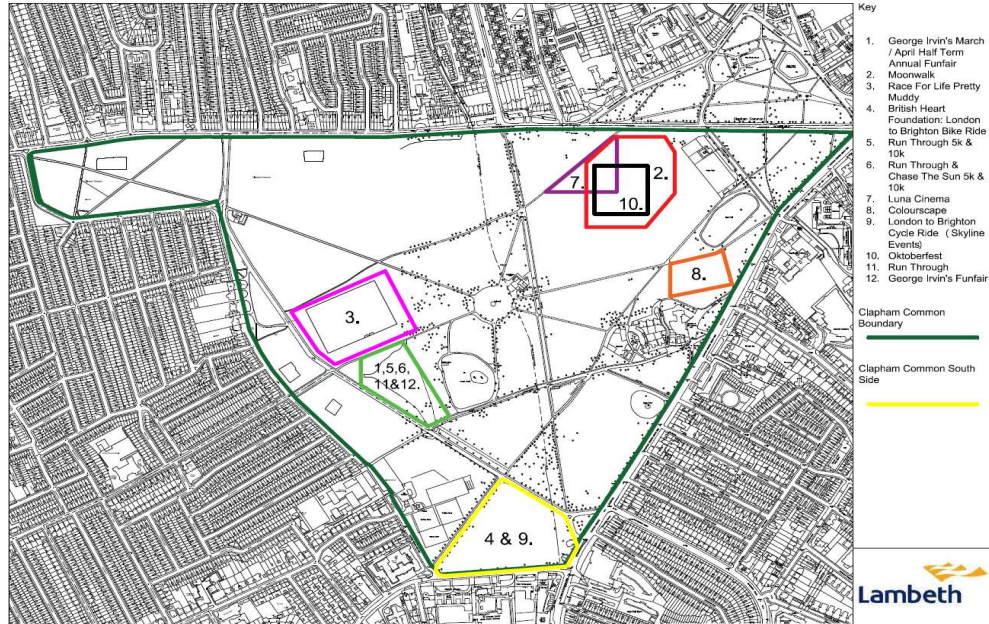 Key
1. George Irvin's March
/ April Half Term
Annual Funfair
2. Moonwalk
3. Race For Life Pretty
Muddy
4. British Heart
Foundation: London
to Brighton Bike Ride
5. Run Through 5k &
10k
6. Run Through &
Chase The Sun 5k &
10k
7. Luna Cinema
8. Colourscape
9. London to Brighton
Cycle Ride ( Skyline
Events)
10. Oktoberfest
11. Run Through
12. George Irvin's Funfair
Clapham Common
Boundary
Clapham Common South
Side
7.
2.
10.
8.
3.
1,5,6,
11&12.
4 & 9.
Lambeth